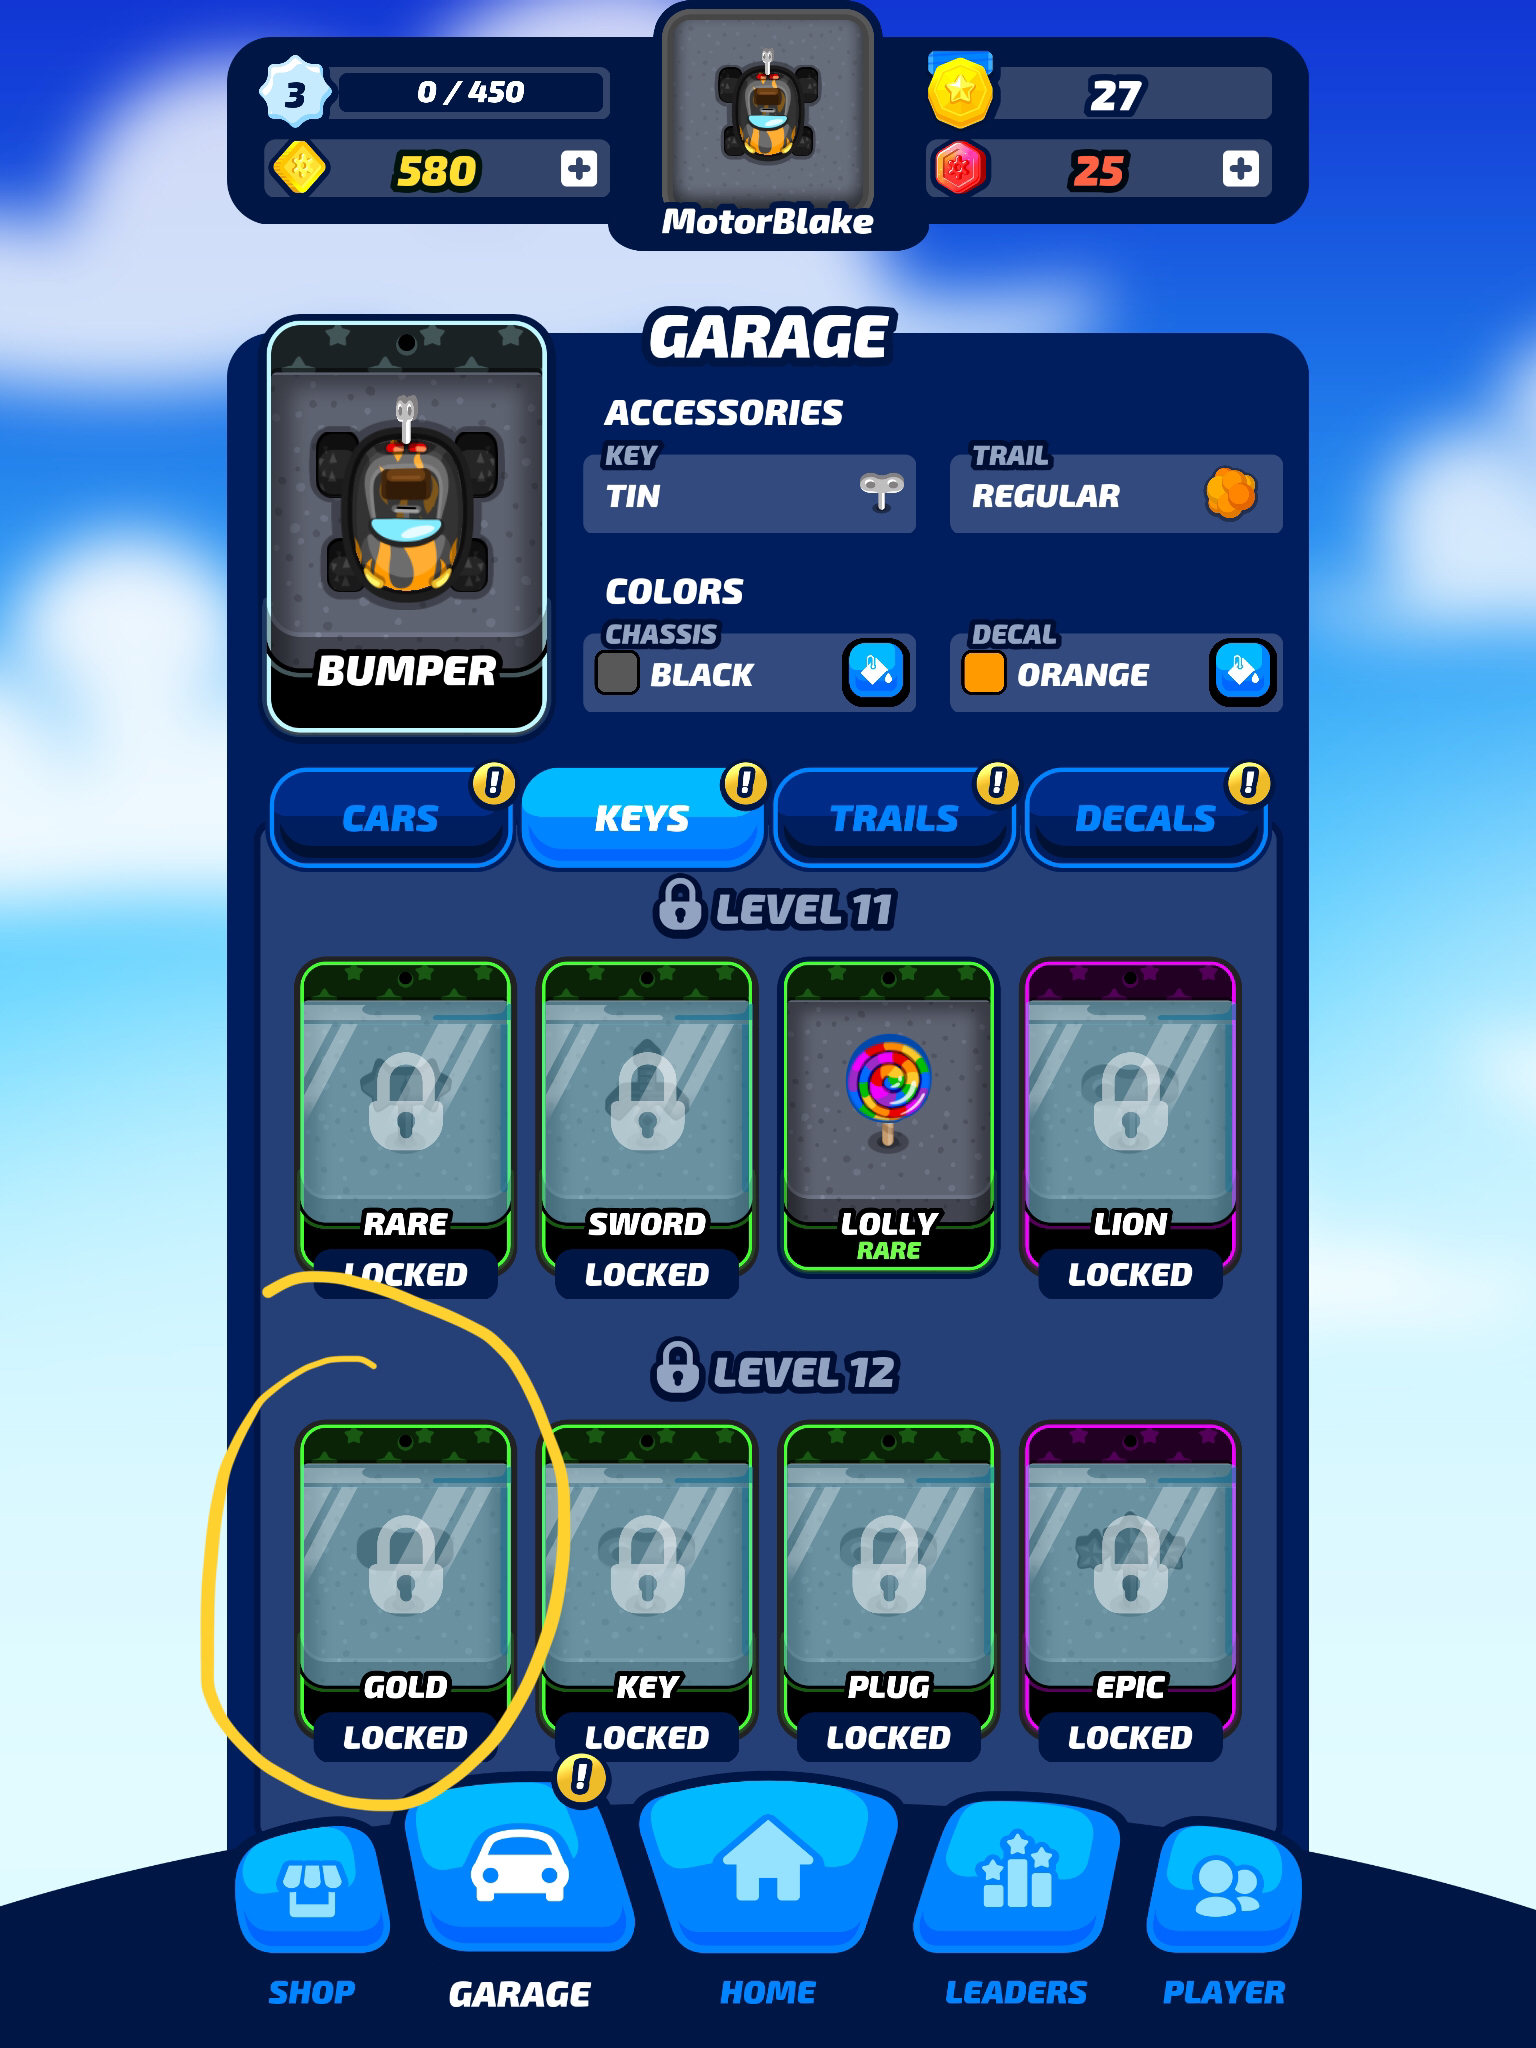 3
0 / 450
580
27
25
MotorBlake
GARAGE
BUMPER
ACCESSORIES
KEY
TIN
TRAIL
REGULAR
COLORS
CHASSIS
BLACK
DECAL
ORANGE
CARS
!
KEYS
!
TRAILS
!
DECALS
!
LEVEL 11
RARE
LOCKED
SWORD
LOCKED
LOLLY
RARE
LION
LOCKED
LEVEL 12
GOLD
LOCKED
KEY
LOCKED
PLUG
LOCKED
EPIC
LOCKED
!
SHOP
GARAGE
HOME
LEADERS
PLAYER